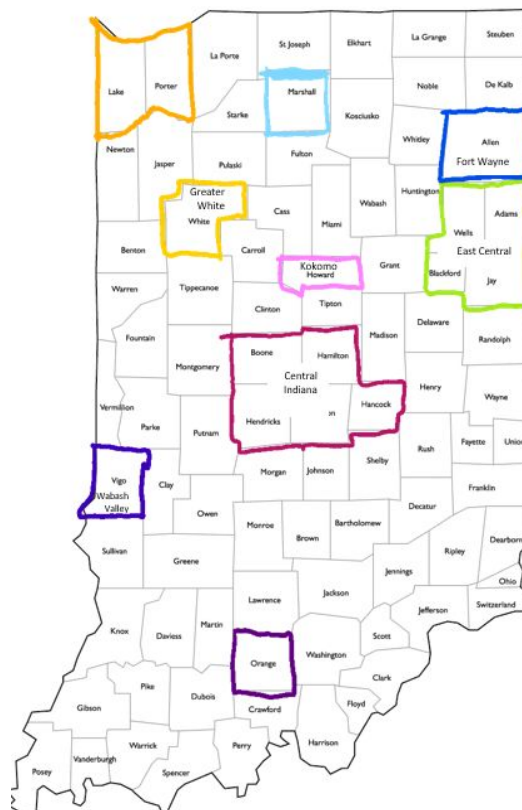 Steuben
La Grange
St Joseph
Elkhart
La Porte
Lake
Porter
Marshall
Noble
De Kalb
Starke
Kosciusko
Whitley
Allen
Fort Wayne
Newton
Jasper
Pulaski
Fulton
Greater
White
White
Cass
Miami
Wabash
Huntington
Wells
Adams
East Central
Benton
Carroll
Kokomo
Howard
Grant
Blackford
Jay
Warren
Tippecanoe
Clinton
Tipton
Madison
Delaware
Randolph
Fountain
Montgomery
Boone
Hamilton
Central
Indiana
Hancock
Henry
Wayne
Vermillion
Parke
Putnam
Hendricks
on
Rush
Fayette
Union
Vigo
Wabash
Valley
Clay
Morgan
Johnson
Shelby
Franklin
Owen
Monroe
Brown
Bartholomew
Decatur
Sullivan
Greene
Jennings
Ripley
Dearborn
Ohio
Switzerland
Jefferson
Lawrence
Jackson
Knox
Daviess
Martin
Orange
Washington
Scott
Clark
Gibson
Pike
Dubois
Crawford
Floyd
Harrison
Posey
Vanderburgh
Warrick
Spencer
Perry